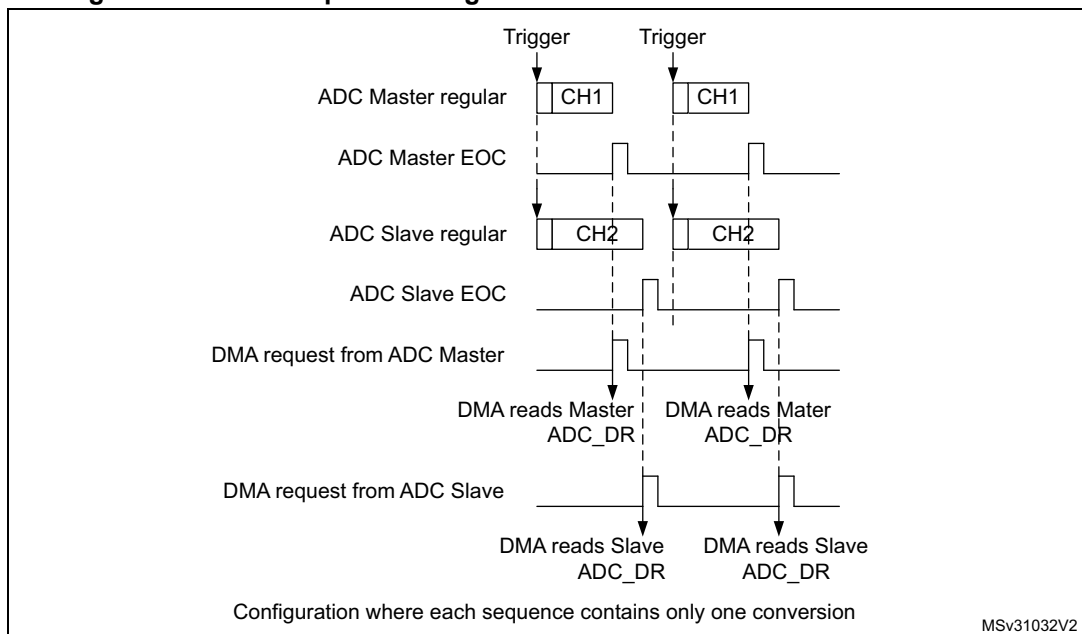 Trigger Trigger
ADC Master regular CH1 CH1
ADC Master EOC
ADC Slave regular CH2 CH2
ADC Slave EOC
DMA request from ADC Master
DMA reads Master DMA reads Mater
ADC_DR ADC_DR
DMA request from ADC Slave
DMA reads Slave DMA reads Slave
ADC_DR ADC_DR
Configuration where each sequence contains only one conversion
MSv31032V2